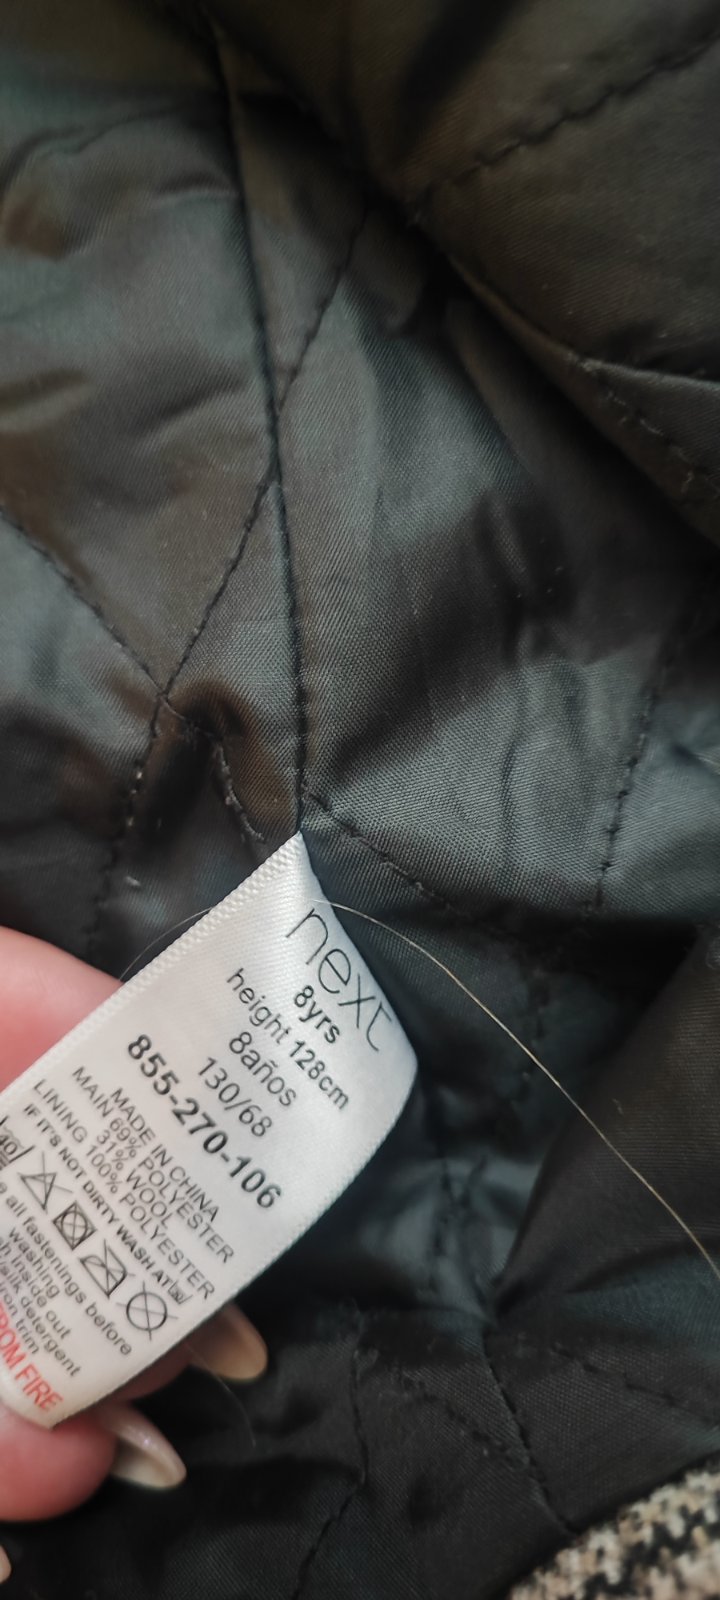 next
8yrs
height 128cm
8años
130/68
855-270-106
MADE IN CHINA
MAIN 69% POLYESTER
31% WOOL
LINING 100% POLYESTER
IF IT'S NOT DIRTY WASH AT
40
all fastenings before
washing
inside out
detergent
trim
FROM FIRE